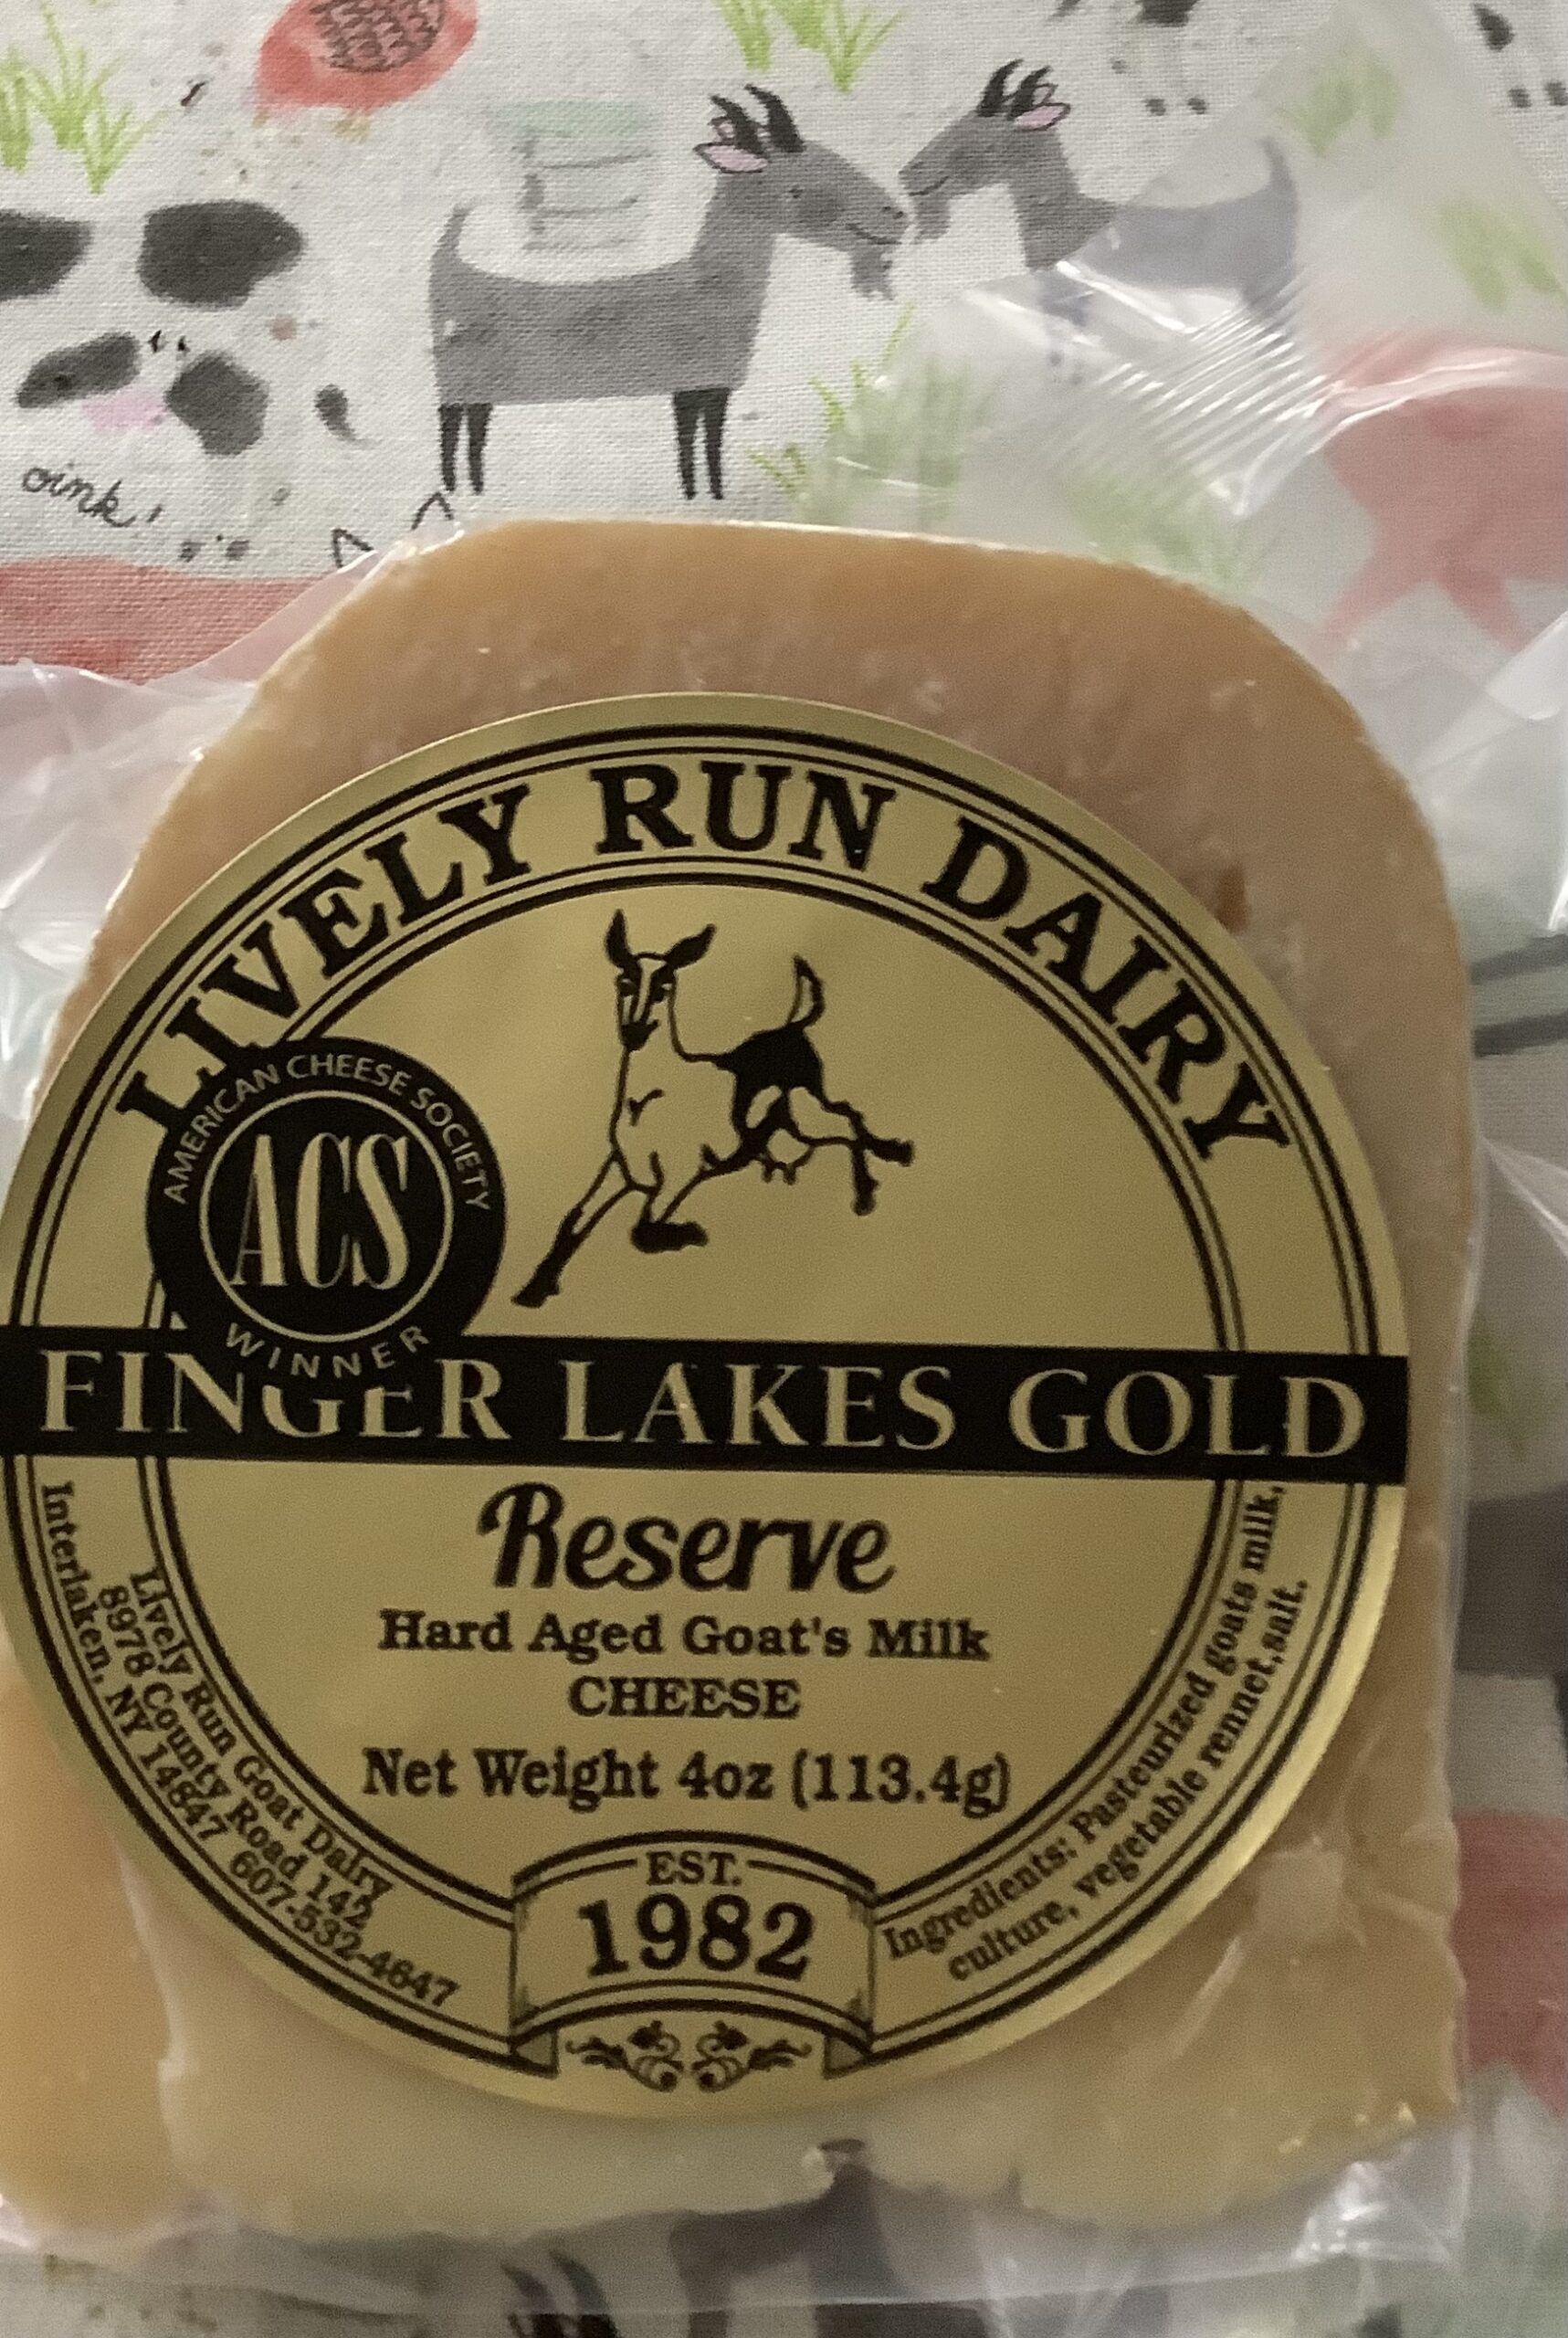 oink!
LIVELY RUN DAIRY
AMERICAN CHEESE SOCIETY
ACS
WINNER
FINGER LAKES GOLD
Reserve
Hard Aged Goat's Milk
CHEESE
Net Weight 4oz (113.4g)
EST.
1982
Lively Run Goat Dairy
8978 County Road 142
Interlaken, NY 14847 607-532-4647
Ingredients: Pasteurized goats milk,
culture, vegetable rennet,salt.